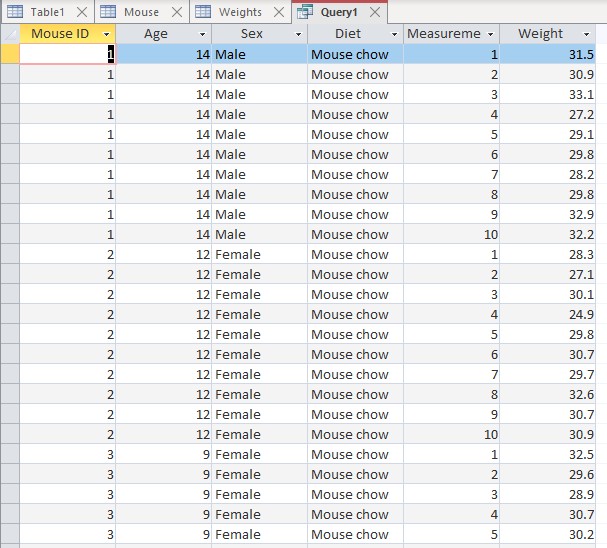 Table1 Mouse Weights Query1
Mouse ID Age Sex Diet Measureme Weight
1 14 Male Mouse chow 1 31.5
1 14 Male Mouse chow 2 30.9
1 14 Male Mouse chow 3 33.1
1 14 Male Mouse chow 4 27.2
1 14 Male Mouse chow 5 29.1
1 14 Male Mouse chow 6 29.8
1 14 Male Mouse chow 7 28.2
1 14 Male Mouse chow 8 29.8
1 14 Male Mouse chow 9 32.9
1 14 Male Mouse chow 10 32.2
2 12 Female Mouse chow 1 28.3
2 12 Female Mouse chow 2 27.1
2 12 Female Mouse chow 3 30.1
2 12 Female Mouse chow 4 24.9
2 12 Female Mouse chow 5 29.8
2 12 Female Mouse chow 6 30.7
2 12 Female Mouse chow 7 29.7
2 12 Female Mouse chow 8 32.6
2 12 Female Mouse chow 9 30.7
2 12 Female Mouse chow 10 30.9
3 9 Female Mouse chow 1 32.5
3 9 Female Mouse chow 2 29.6
3 9 Female Mouse chow 3 28.9
3 9 Female Mouse chow 4 30.7
3 9 Female Mouse chow 5 30.2